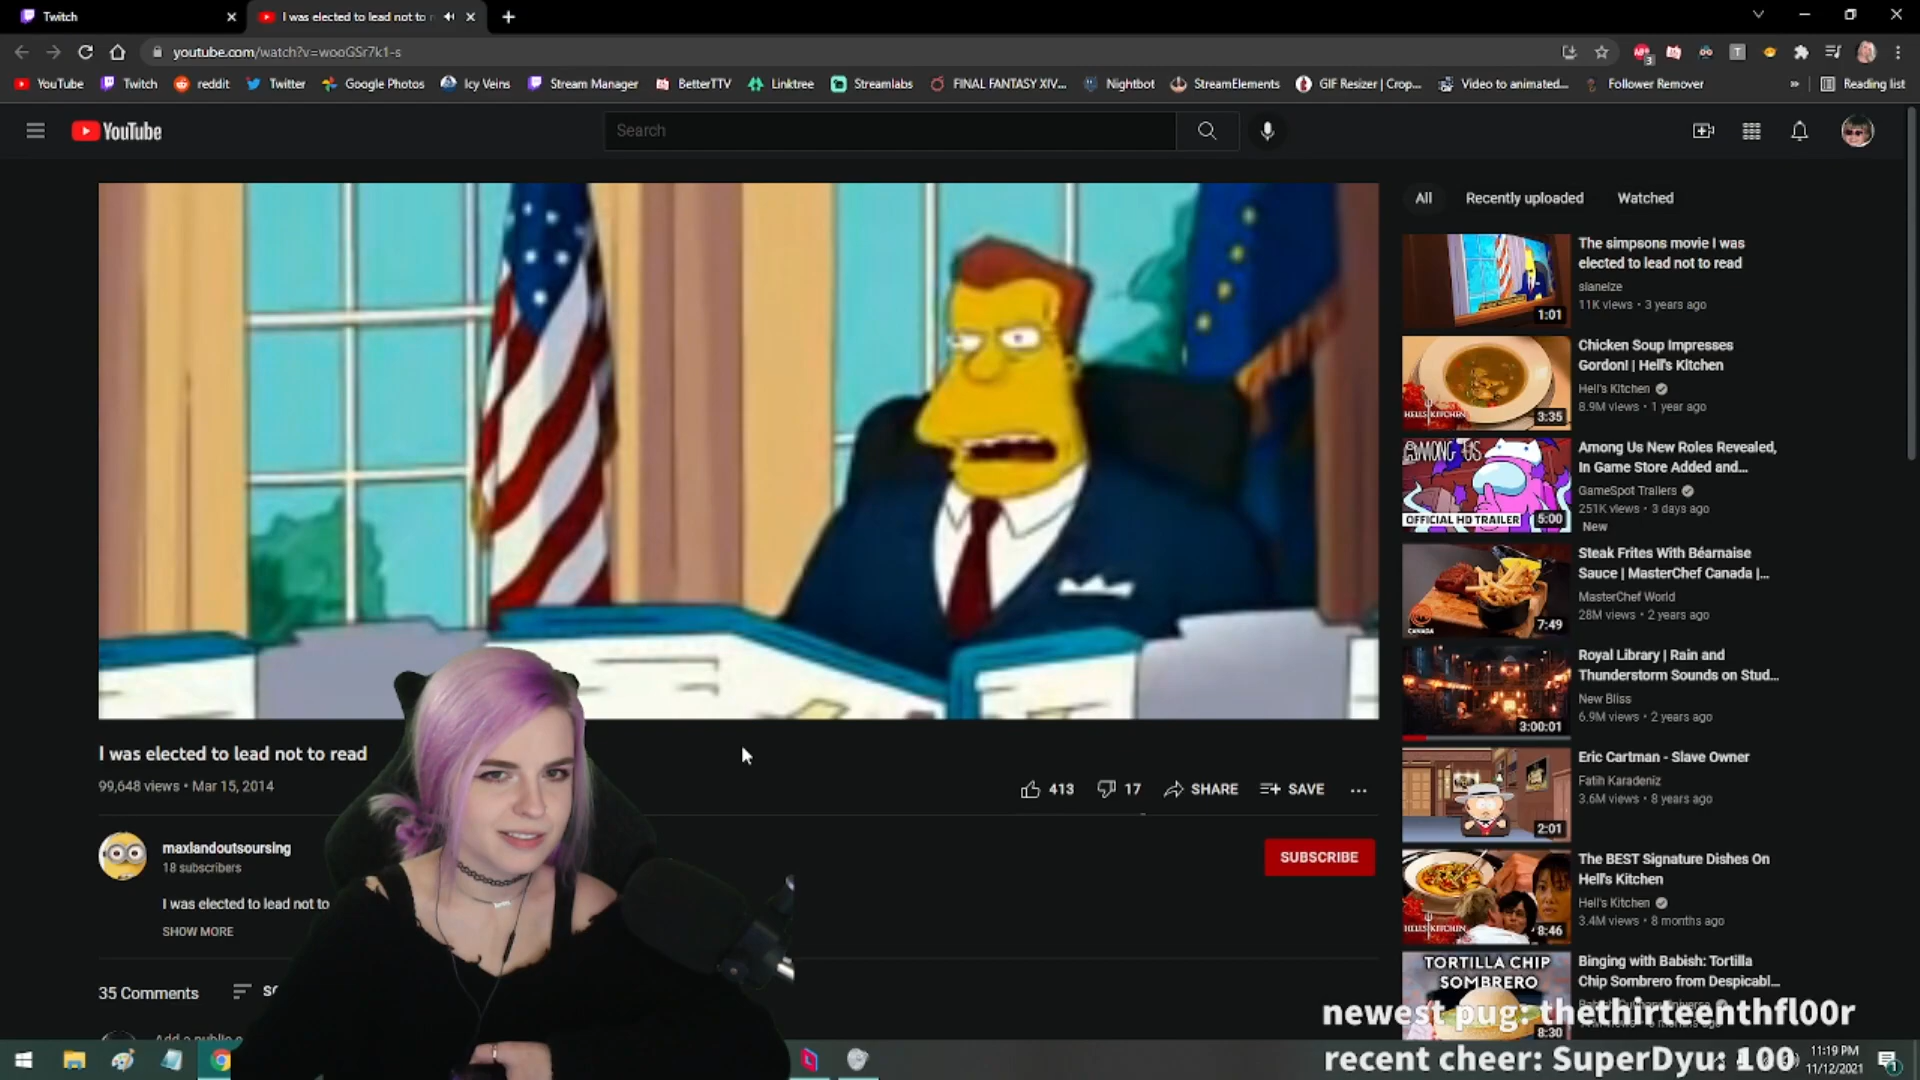 Twitch
I was elected to lead not to r
youtube.com/watch?v=wooGSr7k1-s
YouTube
Twitch
reddit
Twitter
Google Photos
Icy Veins
Stream Manager
BetterTTV
Linktree
Streamlabs
FINAL FANTASY XIV...
Nightbot
StreamElements
GIF Resizer | Crop...
Video to animated...
Follower Remover
»
Reading list
YouTube
Search
All
Recently uploaded
Watched
The simpsons movie I was
elected to lead not to read
slaneize
11K views • 3 years ago
1:01
Chicken Soup Impresses
Gordon! | Hell's Kitchen
Hell's Kitchen
8.9M views • 1 year ago
HELL'S KITCHEN
3:35
Among Us New Roles Revealed,
In Game Store Added and...
GameSpot Trailers
251K views • 3 days ago
New
AMONG US
OFFICIAL HD TRAILER
5:00
Steak Frites With Béarnaise
Sauce | MasterChef Canada |...
MasterChef World
28M views • 2 years ago
CANADA
7:49
Royal Library | Rain and
Thunderstorm Sounds on Stud...
New Bliss
6.9M views • 2 years ago
3:00:01
Eric Cartman - Slave Owner
Fatih Karadeniz
3.6M views • 8 years ago
2:01
The BEST Signature Dishes On
Hell's Kitchen
Hell's Kitchen
3.4M views • 8 months ago
HELL'S KITCHEN
8:46
Binging with Babish: Tortilla
Chip Sombrero from Despicabl...
TORTILLA CHIP
SOMBRERO
8:30
I was elected to lead not to read
99,648 views • Mar 15, 2014
413
17
SHARE
SAVE
maxlandoutsoursing
18 subscribers
SUBSCRIBE
I was elected to lead not to
SHOW MORE
35 Comments
newest pug: thethirteenthfl00r
recent cheer: SuperDyu: 100
11:19 PM
11/12/2021